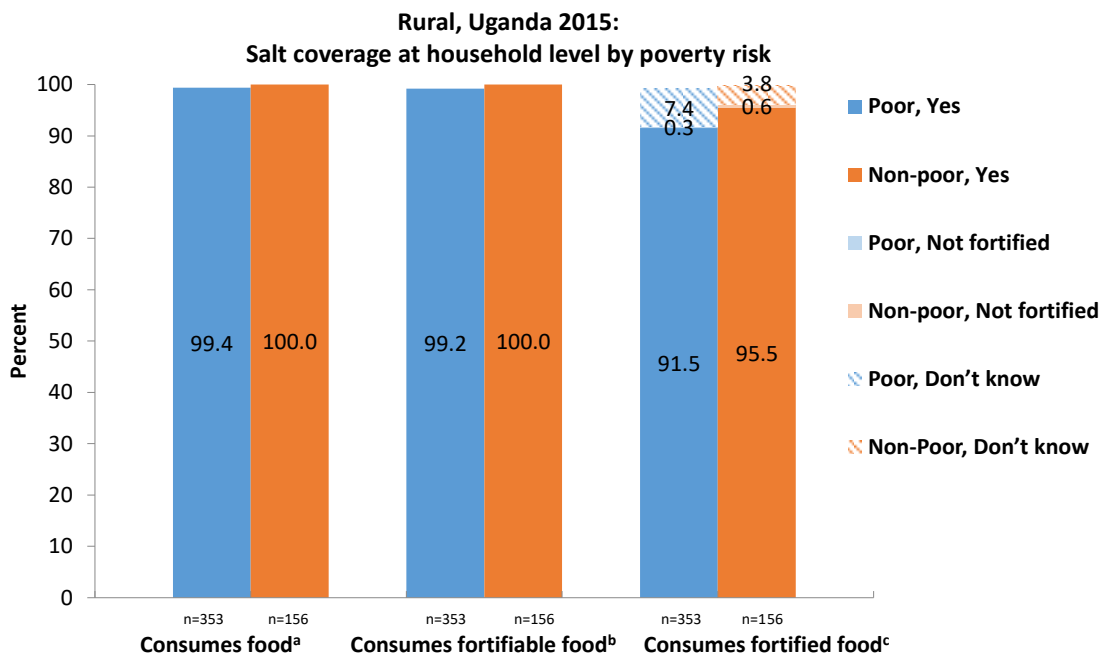 Rural, Uganda 2015:
Salt coverage at household level by poverty risk
Percent
100
90
80
70
60
50
40
30
20
10
0
99.4
100.0
99.2
100.0
7.4
0.3
91.5
3.8
0.6
95.5
n=353
n=156
n=353
n=156
n=353
n=156
Consumes foodᵃ
Consumes fortifiable foodᵇ
Consumes fortified foodᶜ
Poor, Yes
Non-poor, Yes
Poor, Not fortified
Non-poor, Not fortified
Poor, Don’t know
Non-Poor, Don’t know